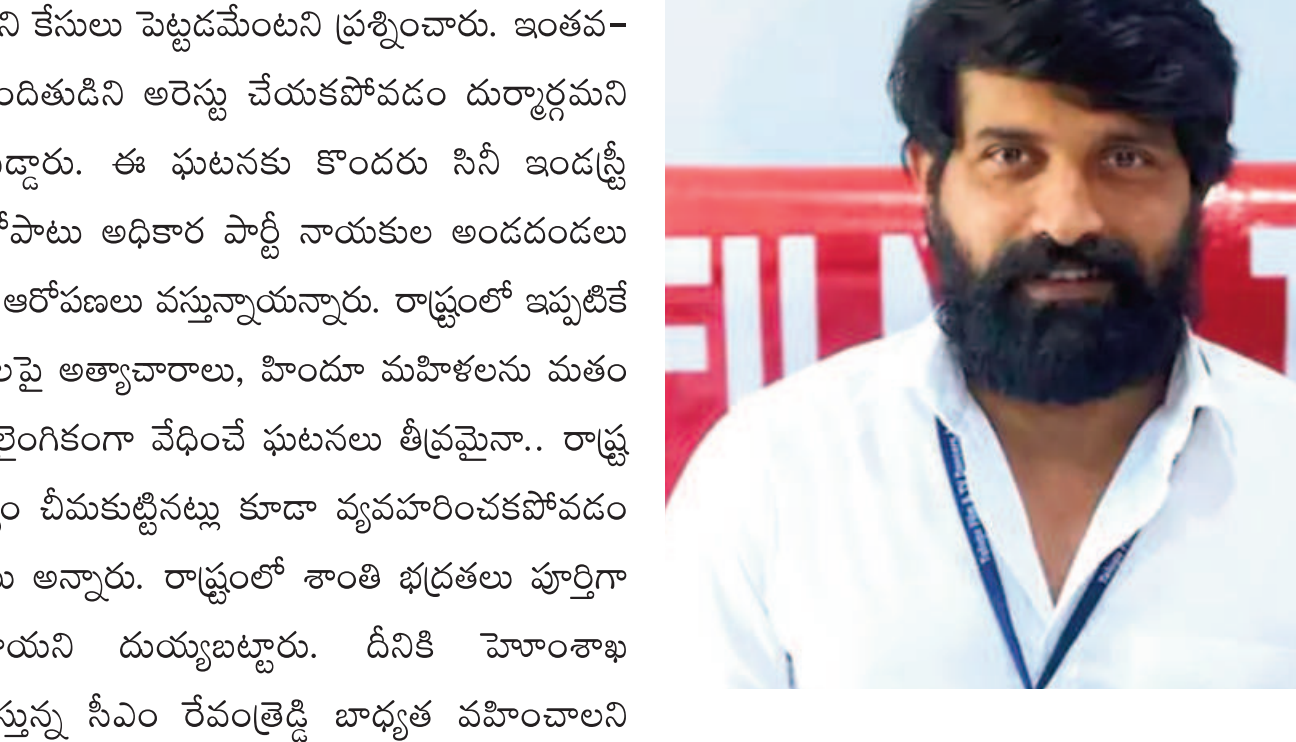 ని కేసులు పెట్టడమేంటని ప్రశ్నించారు. ఇంతవ-
అరెస్టు చేయకపోవడం దుర్మార్గమని
ఈ ఘటనకు కొందరు సినీ ఇండస్ట్రీ
అధికార పార్టీ నాయకుల అండదండలు
ఆరోపణలు వస్తున్నాయన్నారు. రాష్ట్రంలో ఇప్పటికే
లపై అత్యాచారాలు, హిందూ మహిళలను మతం
లైంగికంగా వేధించే ఘటనలు తీవ్రమైనా.. రాష్ట్ర
చీమకుట్టినట్లు కూడా వ్యవహరించకపోవడం
అన్నారు. రాష్ట్రంలో శాంతి భద్రతలు పూర్తిగా
దుయ్యబట్టారు. దీనికి హెూంశాఖ
స్తున్న సీఎం రేవంత్రెడ్డి బాధ్యత వహించాలని
FIL
T